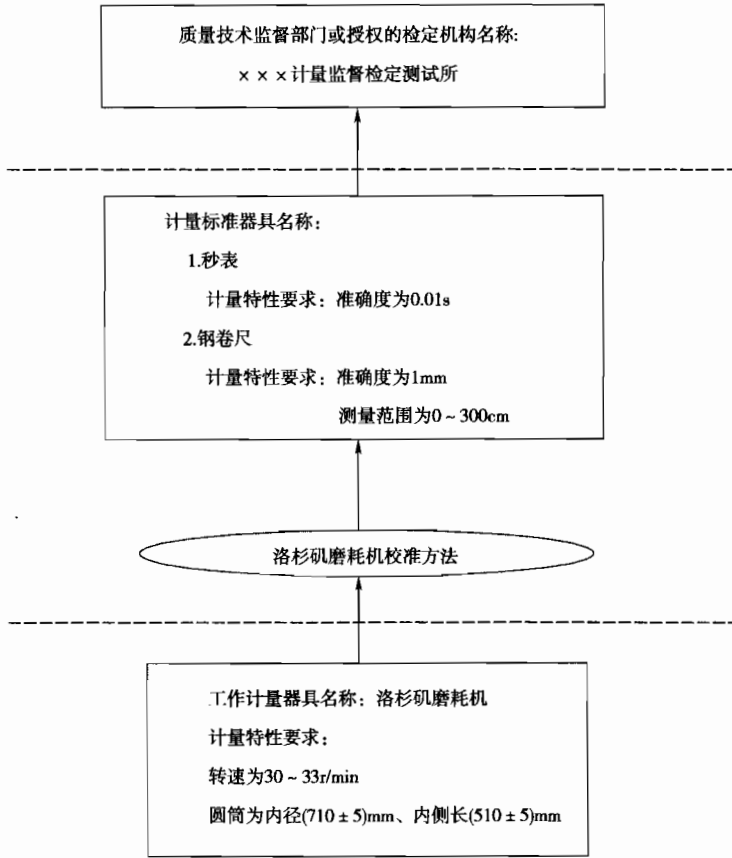 质量技术监督部门或授权的检定机构名称:
×××计量监督检定测试所
计量标准器具名称：
1.秒表
计量特性要求：准确度为0.01s
2.钢卷尺
计量特性要求：准确度为1mm
测量范围为0~300cm
洛杉矶磨耗机校准方法
工作计量器具名称：洛杉矶磨耗机
计量特性要求：
转速为30~33r/min
圆筒为内径(710±5)mm、内侧长(510±5)mm